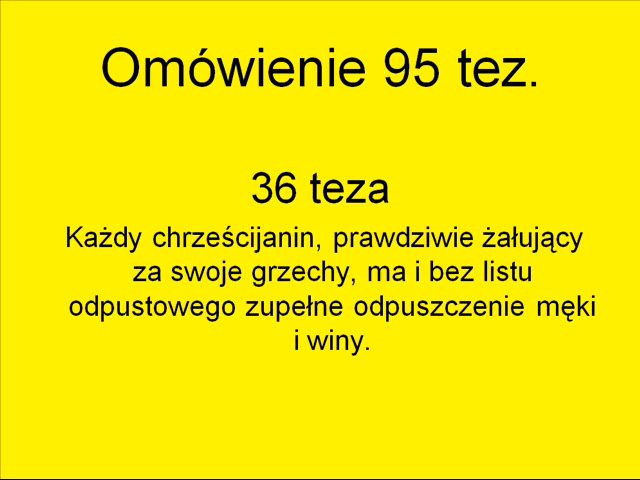 Omówienie 95 tez.
36 teza
Każdy chrześcijanin, prawdziwie żałujący
za swoje grzechy, ma i bez listu
odpustowego zupełne odpuszczenie męki
i winy.